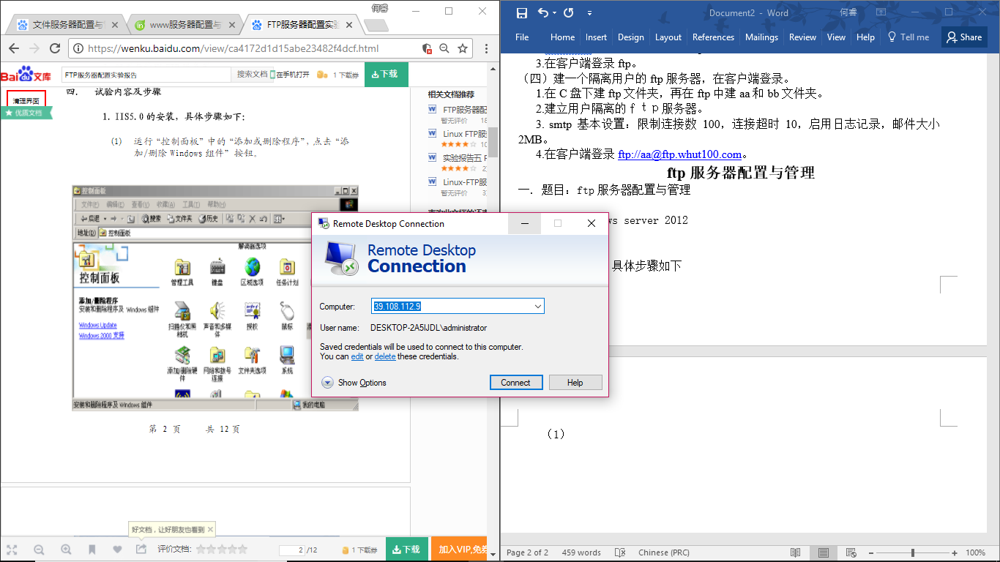 何睿
文件服务器配置与
www服务器配置与
FTP服务器配置实验
https://wenku.baidu.com/view/ca4172d1d15abe23482f4dcf.html
Bai 文库
FTP服务器配置实验报告
搜索文档
在手机打开
1 下载券
下载
清理界面
优质文档
四. 试验内容及步骤
1. IIS5.0的安装，具体步骤如下：
(1) 运行“控制面板”中的“添加或删除程序”，点击“添
加/删除Windows组件”按钮。
控制面板
文件(F) 编辑(E) 查看(V) 收藏(A) 工具(T) 帮助(H)
后退 搜索 文件夹 历史
地址(D) 控制面板
解调器选项
控制面板
管理工具 键盘 区域选项 任务计划
添加/删除程序
安装和删除程序及 Windows 组件
Windows Update
Windows 2000 支持
扫描仪和照
相机
声音和多媒
体
授权
鼠标
添加/删除硬
件
网络和拨号
连接
文件夹选项
系统
安装和删除程序及 Windows 组件
我的电脑
第 2 页 共 12 页
相关文档推荐
FTP服务器配
暂无评价 18
Linux FTP服
10
实验报告五 F
2
Linux-FTP服
暂无评价 3
好文档，让好朋友也看到
评价文档:
2 /12
1 下载券
下载
加入VIP,免券
Document2 - Word
何睿
File Home Insert Design Layout References Mailings Review View Help Tell me Share
3.在客户端登录 ftp。
（四）建一个隔离用户的 ftp 服务器，在客户端登录。
1.在 C 盘下建 ftp 文件夹，再在 ftp 中建 aa 和 bb 文件夹。
2.建立用户隔离的ｆｔｐ服务器。
3. smtp 基本设置：限制连接数 100，连接超时 10，启用日志记录，邮件大小
2MB。
4.在客户端登录 ftp://aa@ftp.whut100.com。
ftp 服务器配置与管理
一．题目：ftp 服务器配置与管理
ws server 2012
具体步骤如下
（1）
Page 2 of 2 459 words Chinese (PRC) 100%
Remote Desktop Connection
Remote Desktop
Connection
Computer: 39.108.112.9
User name: DESKTOP-2A5IJDL\administrator
Saved credentials will be used to connect to this computer.
You can edit or delete these credentials.
Show Options
Connect
Help